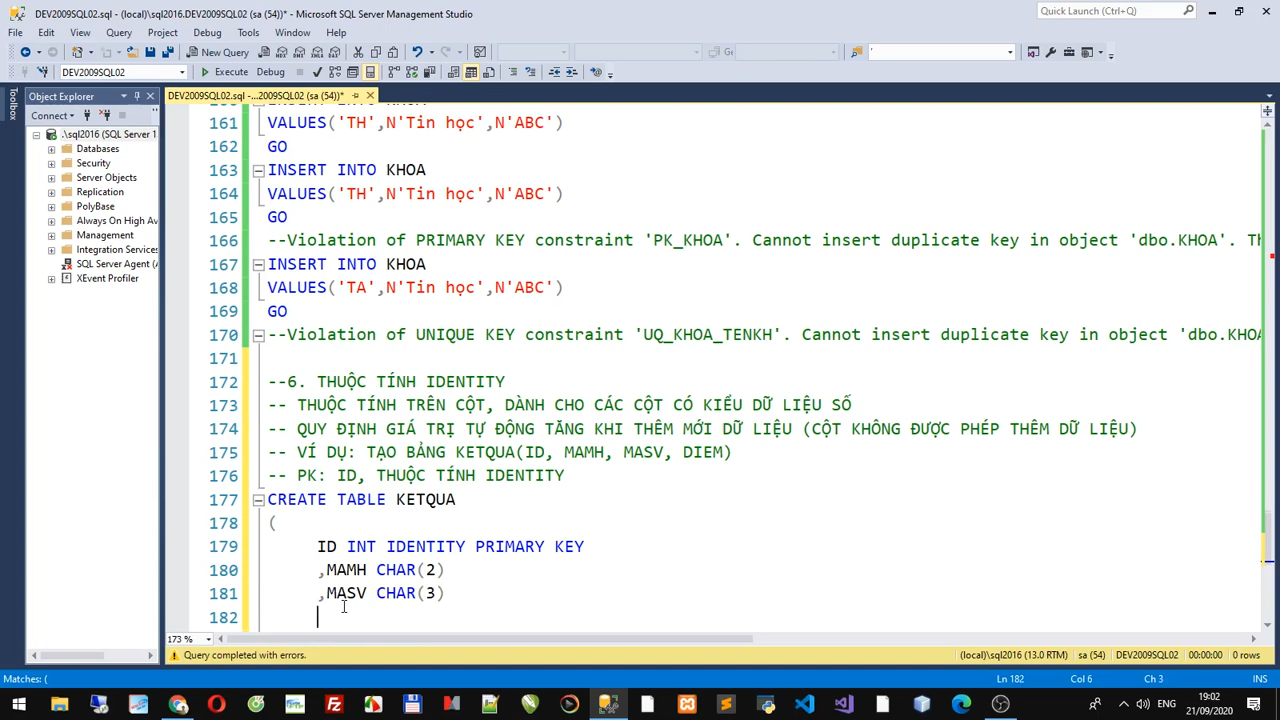 DEV2009SQL02.sql - (local)\sql2016.DEV2009SQL02 (sa (54))* - Microsoft SQL Server Management Studio
Quick Launch (Ctrl+Q)
File Edit View Query Project Debug Tools Window Help
New Query
DEV2009SQL02 Execute Debug
Toolbox
Object Explorer
DEV2009SQL02.sql -...2009SQL02 (sa (54))*
Connect
.\sql2016 (SQL Server 1
Databases
Security
Server Objects
Replication
PolyBase
Always On High Av
Management
Integration Services
SQL Server Agent (A
XEvent Profiler
161 VALUES('TH',N'Tin học',N'ABC')
162 GO
163 INSERT INTO KHOA
164 VALUES('TH',N'Tin học',N'ABC')
165 GO
166 --Violation of PRIMARY KEY constraint 'PK_KHOA'. Cannot insert duplicate key in object 'dbo.KHOA'. Th
167 INSERT INTO KHOA
168 VALUES('TA',N'Tin học',N'ABC')
169 GO
170 --Violation of UNIQUE KEY constraint 'UQ_KHOA_TENKH'. Cannot insert duplicate key in object 'dbo.KHOA
171
172 --6. THUỘC TÍNH IDENTITY
173 -- THUỘC TÍNH TRÊN CỘT, DÀNH CHO CÁC CỘT CÓ KIỂU DỮ LIỆU SỐ
174 -- QUY ĐỊNH GIÁ TRỊ TỰ ĐỘNG TĂNG KHI THÊM MỚI DỮ LIỆU (CỘT KHÔNG ĐƯỢC PHÉP THÊM DỮ LIỆU)
175 -- VÍ DỤ: TẠO BẢNG KETQUA(ID, MAMH, MASV, DIEM)
176 -- PK: ID, THUỘC TÍNH IDENTITY
177 CREATE TABLE KETQUA
178 (
179 ID INT IDENTITY PRIMARY KEY
180 ,MAMH CHAR(2)
181 ,MASV CHAR(3)
182
173 %
Query completed with errors.
(local)\sql2016 (13.0 RTM) sa (54) DEV2009SQL02 00:00:00 0 rows
Matches: (
Ln 182 Col 6 Ch 3 INS
ENG
19:02
21/09/2020